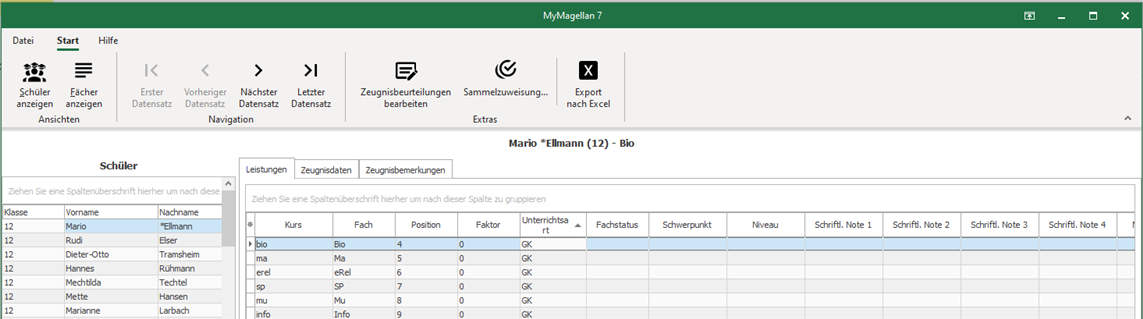 MyMagellan 7
Datei Start Hilfe
Schüler anzeigen
Fächer anzeigen
Erster Datensatz
Vorheriger Datensatz
Nächster Datensatz
Letzter Datensatz
Zeugnisbeurteilungen bearbeiten
Sammelzuweisung...
Export nach Excel
Ansichten Navigation Extras
Mario *Ellmann (12) - Bio
Schüler
Ziehen Sie eine Spaltenüberschrift hierher um nach diese
Klasse Vorname Nachname
12 Mario *Ellmann
12 Rudi Elser
12 Dieter-Otto Tramsheim
12 Hannes Rühmann
12 Mechtilda Techtel
12 Mette Hansen
12 Marianne Larbach
Leistungen Zeugnisdaten Zeugnisbemerkungen
Ziehen Sie eine Spaltenüberschrift hierher um nach dieser Spalte zu gruppieren
Kurs Fach Position Faktor Unterrichtsart Fachstatus Schwerpunkt Niveau Schriftl. Note 1 Schriftl. Note 2 Schriftl. Note 3 Schriftl. Note 4
bio Bio 4 0 GK
ma Ma 5 0 GK
erel eRel 6 0 GK
sp SP 7 0 GK
mu Mu 8 0 GK
info Info 9 0 GK